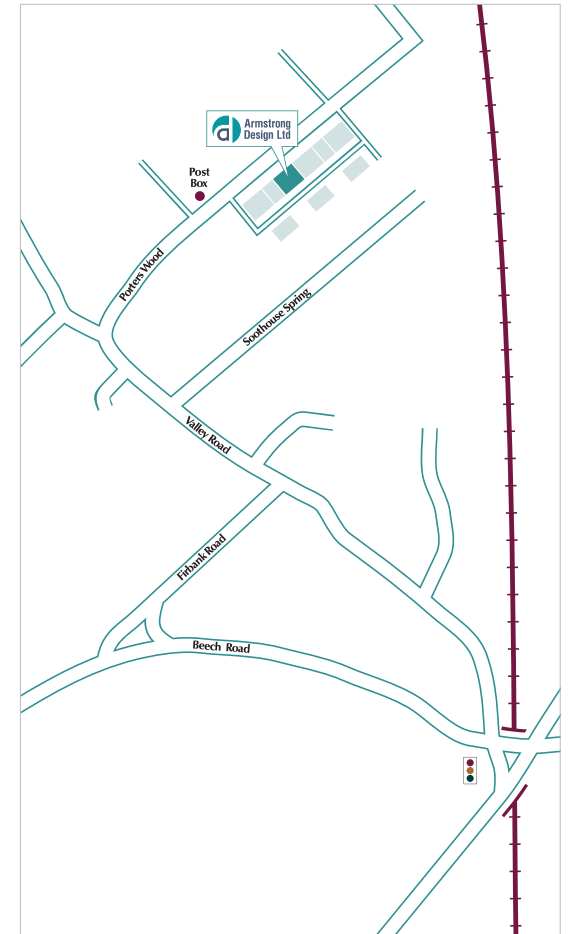 a
Armstrong
Design Ltd
Post
Box
Porters Wood
Soothouse Spring
Valley Road
Firbank Road
Beech Road